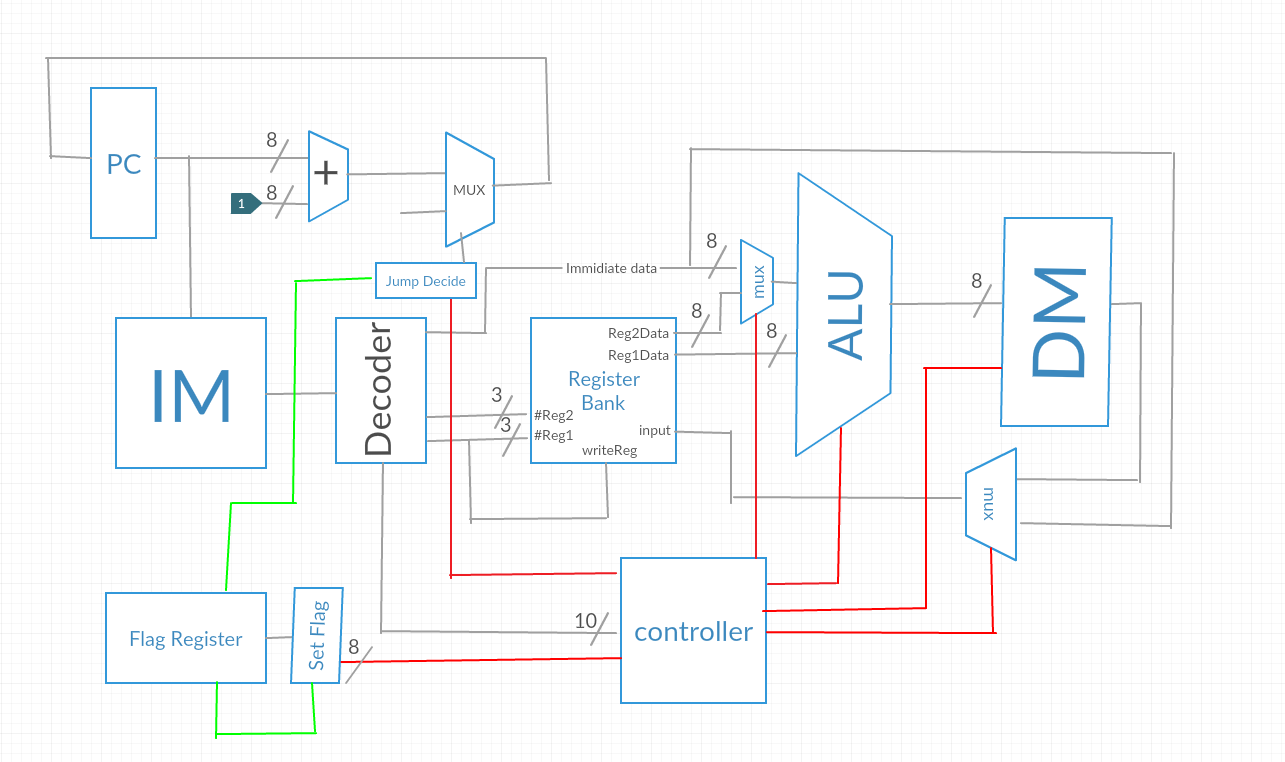 8
PC
+
MUX
8
1
8
Immidiate data
mux
ALU
8
DM
Jump Decide
8
8
IM
Decoder
Reg2Data
Reg1Data
Register
Bank
3
#Reg2
3
#Reg1
input
writeReg
mux
Flag Register
Set Flag
8
10
controller